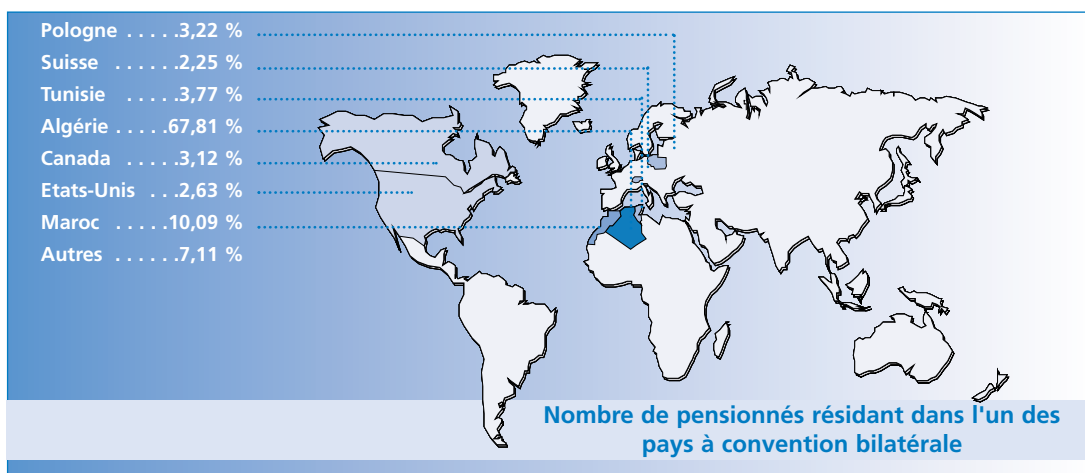 Pologne . . . . .3,22 %
Suisse . . . . . .2,25 %
Tunisie . . . . .3,77 %
Algérie . . . . .67,81 %
Canada . . . . .3,12 %
Etats-Unis . . .2,63 %
Maroc . . . . .10,09 %
Autres . . . . . .7,11 %
Nombre de pensionnés résidant dans l'un des
pays à convention bilatérale